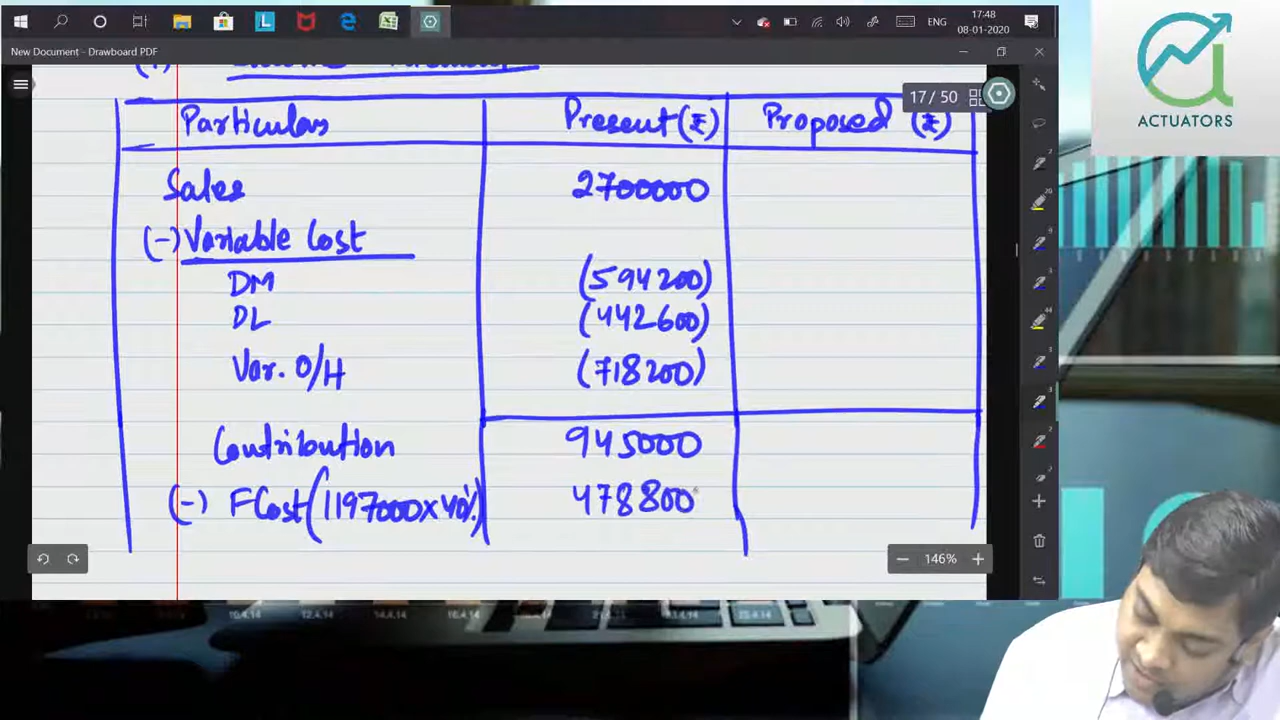 17:48
ENG
08-01-2020
New Document - Drawboard PDF
17 / 50
Particulars Present (₹) Proposed (₹)
Sales 2700000
(-) Variable Cost
DM (594200)
DL (442600)
Var. O/H (718200)
Contribution 945000
(-) FCost (1197000×40%) 478800
146%
ACTUATORS